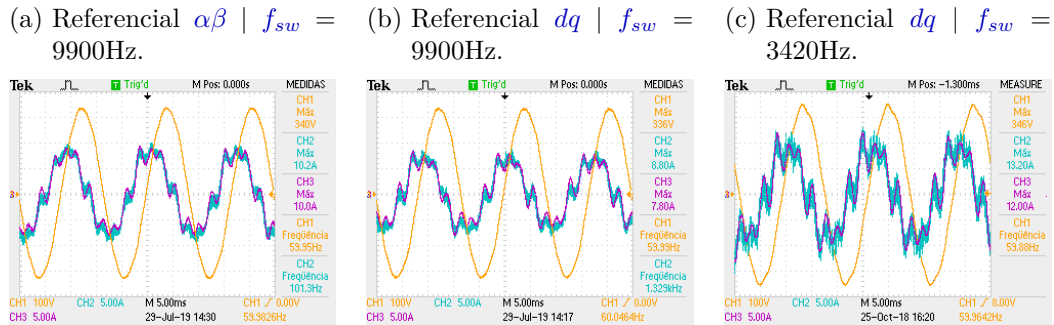 (a) Referencial αβ | f_sw = 9900Hz.
(b) Referencial dq | f_sw = 9900Hz.
(c) Referencial dq | f_sw = 3420Hz.
Tek Trig'd M Pos: 0.000s MEDIDAS
CH1
Máx
340V
CH2
Máx
10.2A
CH3
Máx
10.0A
CH1
Freqüência
59.95Hz
CH2
Freqüência
101.3Hz
CH1 100V CH2 5.00A M 5.00ms CH1 / 0.00V
CH3 5.00A 29-Jul-19 14:30 59.9826Hz
Tek Trig'd M Pos: 0.000s MEDIDAS
CH1
Máx
336V
CH2
Máx
8.80A
CH3
Máx
7.80A
CH1
Freqüência
59.99Hz
CH2
Freqüência
1.329kHz
CH1 100V CH2 5.00A M 5.00ms CH1 / 0.00V
CH3 5.00A 29-Jul-19 14:17 60.0464Hz
Tek Trig'd M Pos: -1.300ms MEASURE
CH1
Máx
346V
CH2
Máx
13.20A
CH3
Máx
12.00A
CH1
Freqüência
59.88Hz
CH1 100V CH2 5.00A M 5.00ms CH1 / 8.00V
CH3 5.00A 25-Oct-18 16:20 59.9642Hz